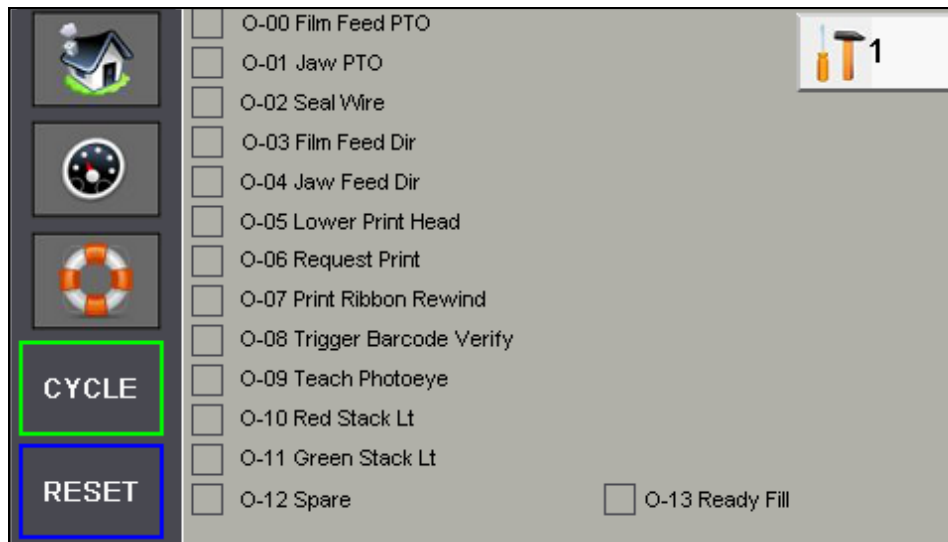 O-00 Film Feed PTO
1
O-01 Jaw PTO
O-02 Seal Wire
O-03 Film Feed Dir
O-04 Jaw Feed Dir
O-05 Lower Print Head
O-06 Request Print
O-07 Print Ribbon Rewind
O-08 Trigger Barcode Verify
CYCLE
O-09 Teach Photoeye
O-10 Red Stack Lt
O-11 Green Stack Lt
RESET
O-12 Spare
O-13 Ready Fill